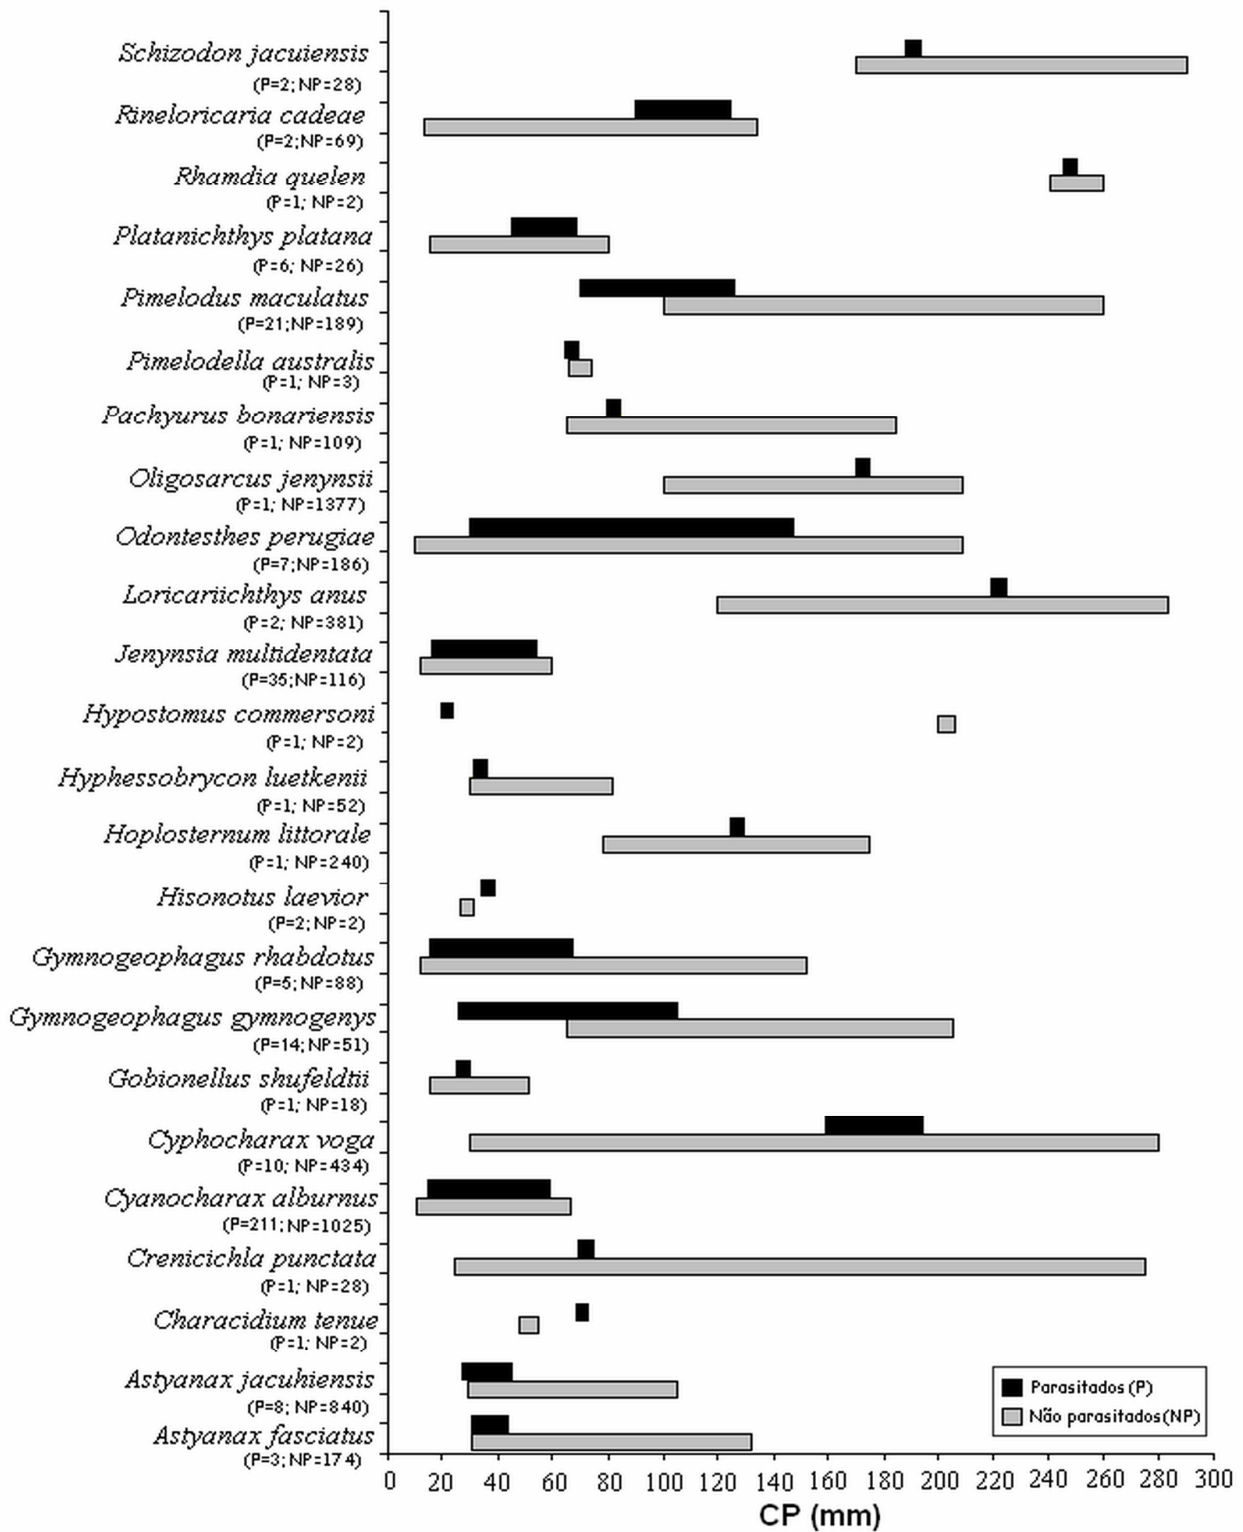 Schizodon jacuiensis
(P=2; NP=28)
Rineloricaria cadeae
(P=2;NP=69)
Rhamdia quelen
(P=1; NP=2)
Platanichthys platana
(P=6; NP=26)
Pimelodus maculatus
(P=21;NP=189)
Pimelodella australis
(P=1; NP=3)
Pachyurus bonariensis
(P=1; NP=109)
Oligosarcus jenynsii
(P=1; NP=1377)
Odontesthes perugiae
(P=7;NP=186)
Loricariichthys anus
(P=2; NP=381)
Jenynsia multidentata
(P=35;NP=116)
Hypostomus commersoni
(P=1; NP=2)
Hyphessobrycon luetkenii
(P=1; NP=52)
Hoplosternum littorale
(P=1; NP=240)
Hisonotus laevior
(P=2; NP=2)
Gymnogeophagus rhabdotus
(P=5;NP=88)
Gymnogeophagus gymnogenys
(P=14;NP=51)
Gobionellus shufeldtii
(P=1; NP=18)
Cyphocharax voga
(P=10; NP=434)
Cyanocharax alburnus
(P=211;NP=1025)
Crenicichla punctata
(P=1; NP=28)
Characidium tenue
(P=1; NP=2)
Astyanax jacuhiensis
(P=8; NP=840)
Astyanax fasciatus
(P=3;NP=174)
Parasitados (P)
Não parasitados(NP)
0 20 40 60 80 100 120 140 160 180 200 220 240 260 280 300
CP (mm)